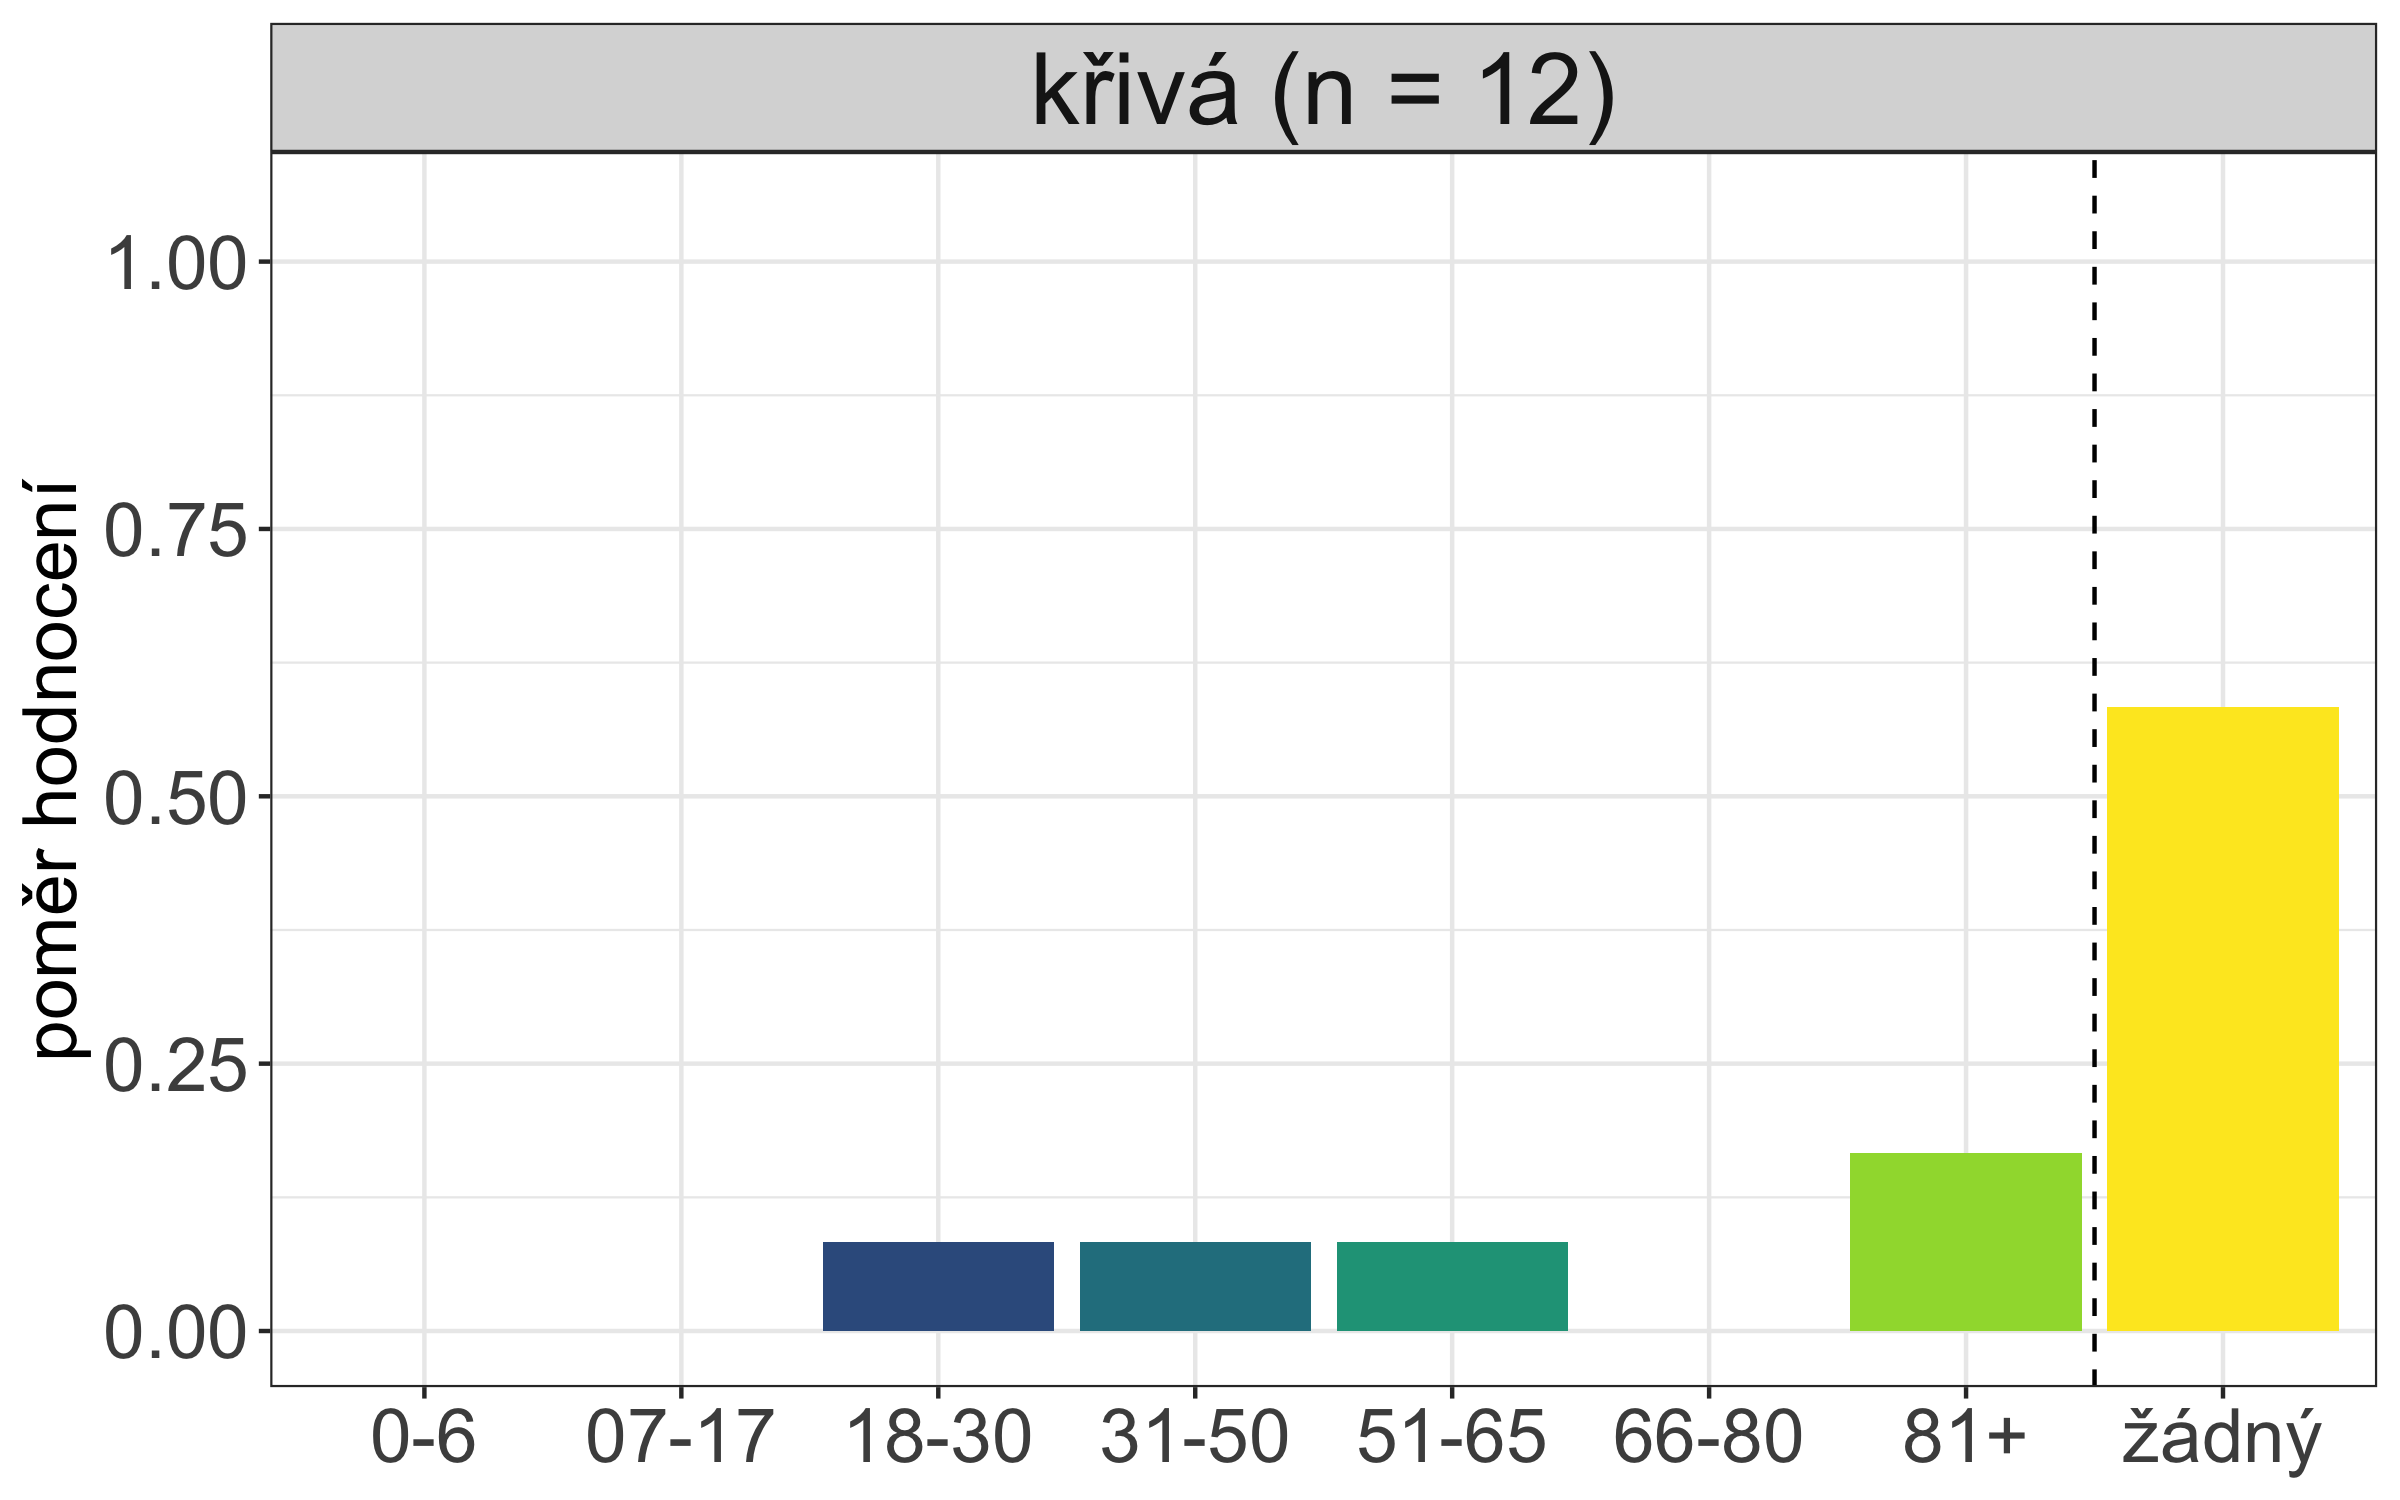 křivá (n = 12)
poměr hodnocení
1.00
0.75
0.50
0.25
0.00
0-6 07-17 18-30 31-50 51-65 66-80 81+ žádný